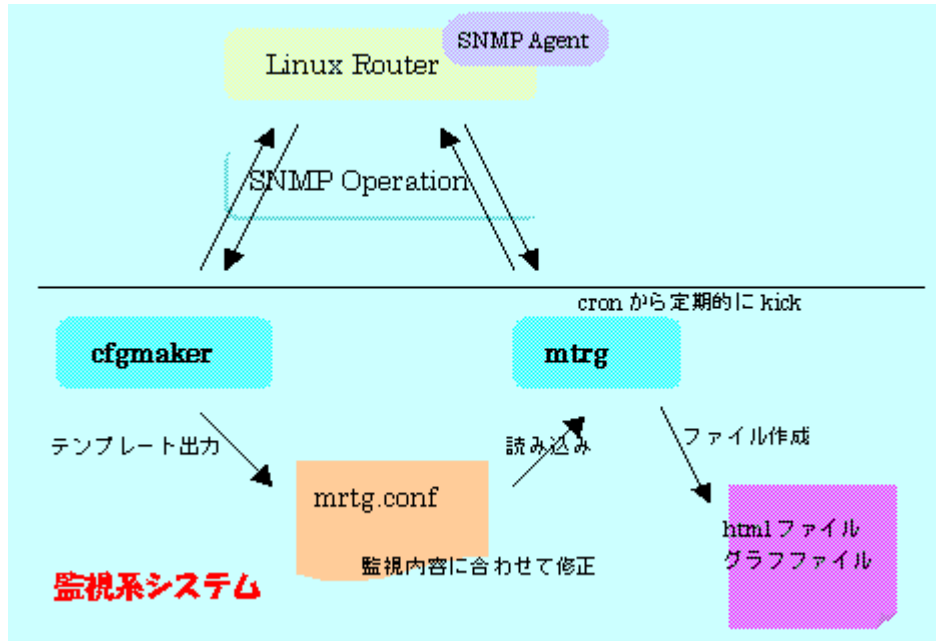 SNMP Agent
Linux Router
SNMP Operation
cron から定期的に kick
cfgmaker
mtrg
テンプレート出力
読み込み
ファイル作成
mrtg.conf
監視内容に合わせて修正
html ファイル
グラフファイル
監視系システム